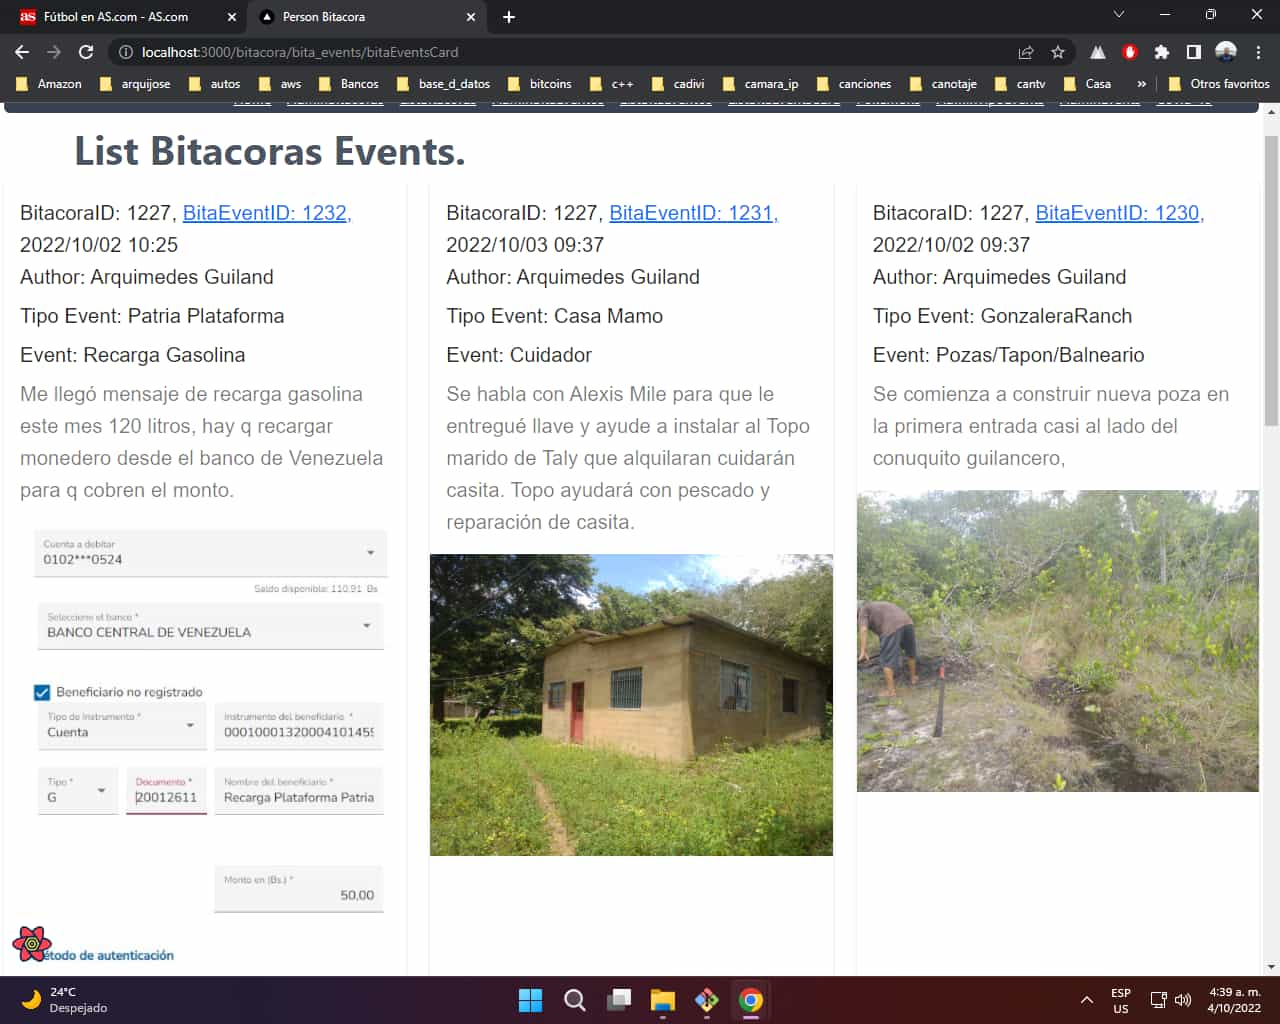 Fútbol en AS.com - AS.com
Person Bitacora
localhost:3000/bitacora/bita_events/bitaEventsCard
Amazon
arquijose
autos
aws
Bancos
base_d_datos
bitcoins
c++
cadivi
camara_ip
canciones
canotaje
cantv
Casa
»
Otros favoritos
List Bitacoras Events.
BitacoraID: 1227, BitaEventID: 1232,
2022/10/02 10:25
Author: Arquimedes Guiland
Tipo Event: Patria Plataforma
Event: Recarga Gasolina
Me llegó mensaje de recarga gasolina
este mes 120 litros, hay q recargar
monedero desde el banco de Venezuela
para q cobren el monto.
Cuenta a debitar
0102***0524
Saldo disponible: 110,91 Bs
Seleccione el banco *
BANCO CENTRAL DE VENEZUELA
Beneficiario no registrado
Tipo de Instrumento *
Cuenta
Instrumento del beneficiario *
00010001320004101459
Tipo *
G
Documento *
20012611
Nombre del beneficiario *
Recarga Plataforma Patria
Monto en (Bs.) *
50,00
étodo de autenticación
BitacoraID: 1227, BitaEventID: 1231,
2022/10/03 09:37
Author: Arquimedes Guiland
Tipo Event: Casa Mamo
Event: Cuidador
Se habla con Alexis Mile para que le
entregué llave y ayude a instalar al Topo
marido de Taly que alquilaran cuidarán
casita. Topo ayudará con pescado y
reparación de casita.
BitacoraID: 1227, BitaEventID: 1230,
2022/10/02 09:37
Author: Arquimedes Guiland
Tipo Event: GonzaleraRanch
Event: Pozas/Tapon/Balneario
Se comienza a construir nueva poza en
la primera entrada casi al lado del
conuquito guilancero,
24°C
Despejado
ESP
US
4:39 a. m.
4/10/2022